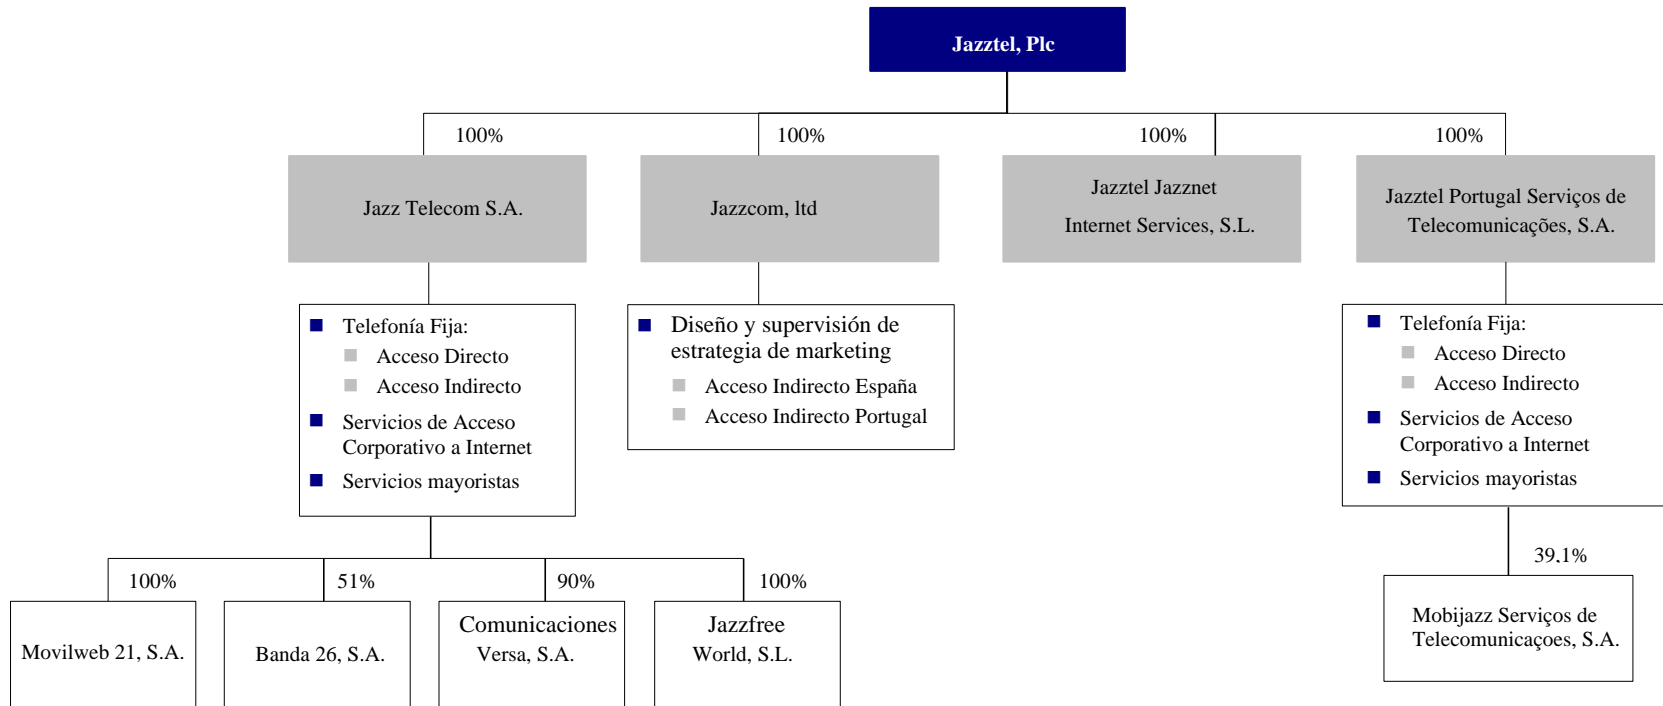 Jazztel, Plc
100%
100%
100%
100%
Jazz Telecom S.A.
Jazzcom, ltd
Jazztel Jazznet
Internet Services, S.L.
Jazztel Portugal Serviços de
Telecomunicações, S.A.
Telefonía Fija:
Acceso Directo
Acceso Indirecto
Servicios de Acceso
Corporativo a Internet
Servicios mayoristas
Diseño y supervisión de
estrategia de marketing
Acceso Indirecto España
Acceso Indirecto Portugal
Telefonía Fija:
Acceso Directo
Acceso Indirecto
Servicios de Acceso
Corporativo a Internet
Servicios mayoristas
100%
51%
90%
100%
39,1%
Movilweb 21, S.A.
Banda 26, S.A.
Comunicaciones
Versa, S.A.
Jazzfree
World, S.L.
Mobijazz Serviços de
Telecomunicaçoes, S.A.